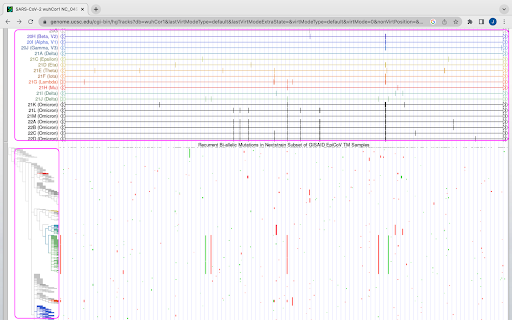 SARS-CoV-2 wuhCor1 NC_04
genome.ucsc.edu/cgi-bin/hgTracks?db=wuhCor1&lastVirtModeType=default&lastVirtModeExtraState=&virtModeType=default&virtMode=0&nonVirtPosition=&...
20H (Beta, V2)
20I (Alpha, V1)
20J (Gamma, V3)
21A (Delta)
21C (Epsilon)
21D (Eta)
21E (Theta)
21F (Iota)
21G (Lambda)
21H (Mu)
21I (Delta)
21J (Delta)
21K (Omicron)
21L (Omicron)
21M (Omicron)
22A (Omicron)
22B (Omicron)
22C (Omicron)
22D (Omicron)
Recurrent Bi-allelic Mutations in Nextstrain Subset of GISAID EpiCoV TM Samples